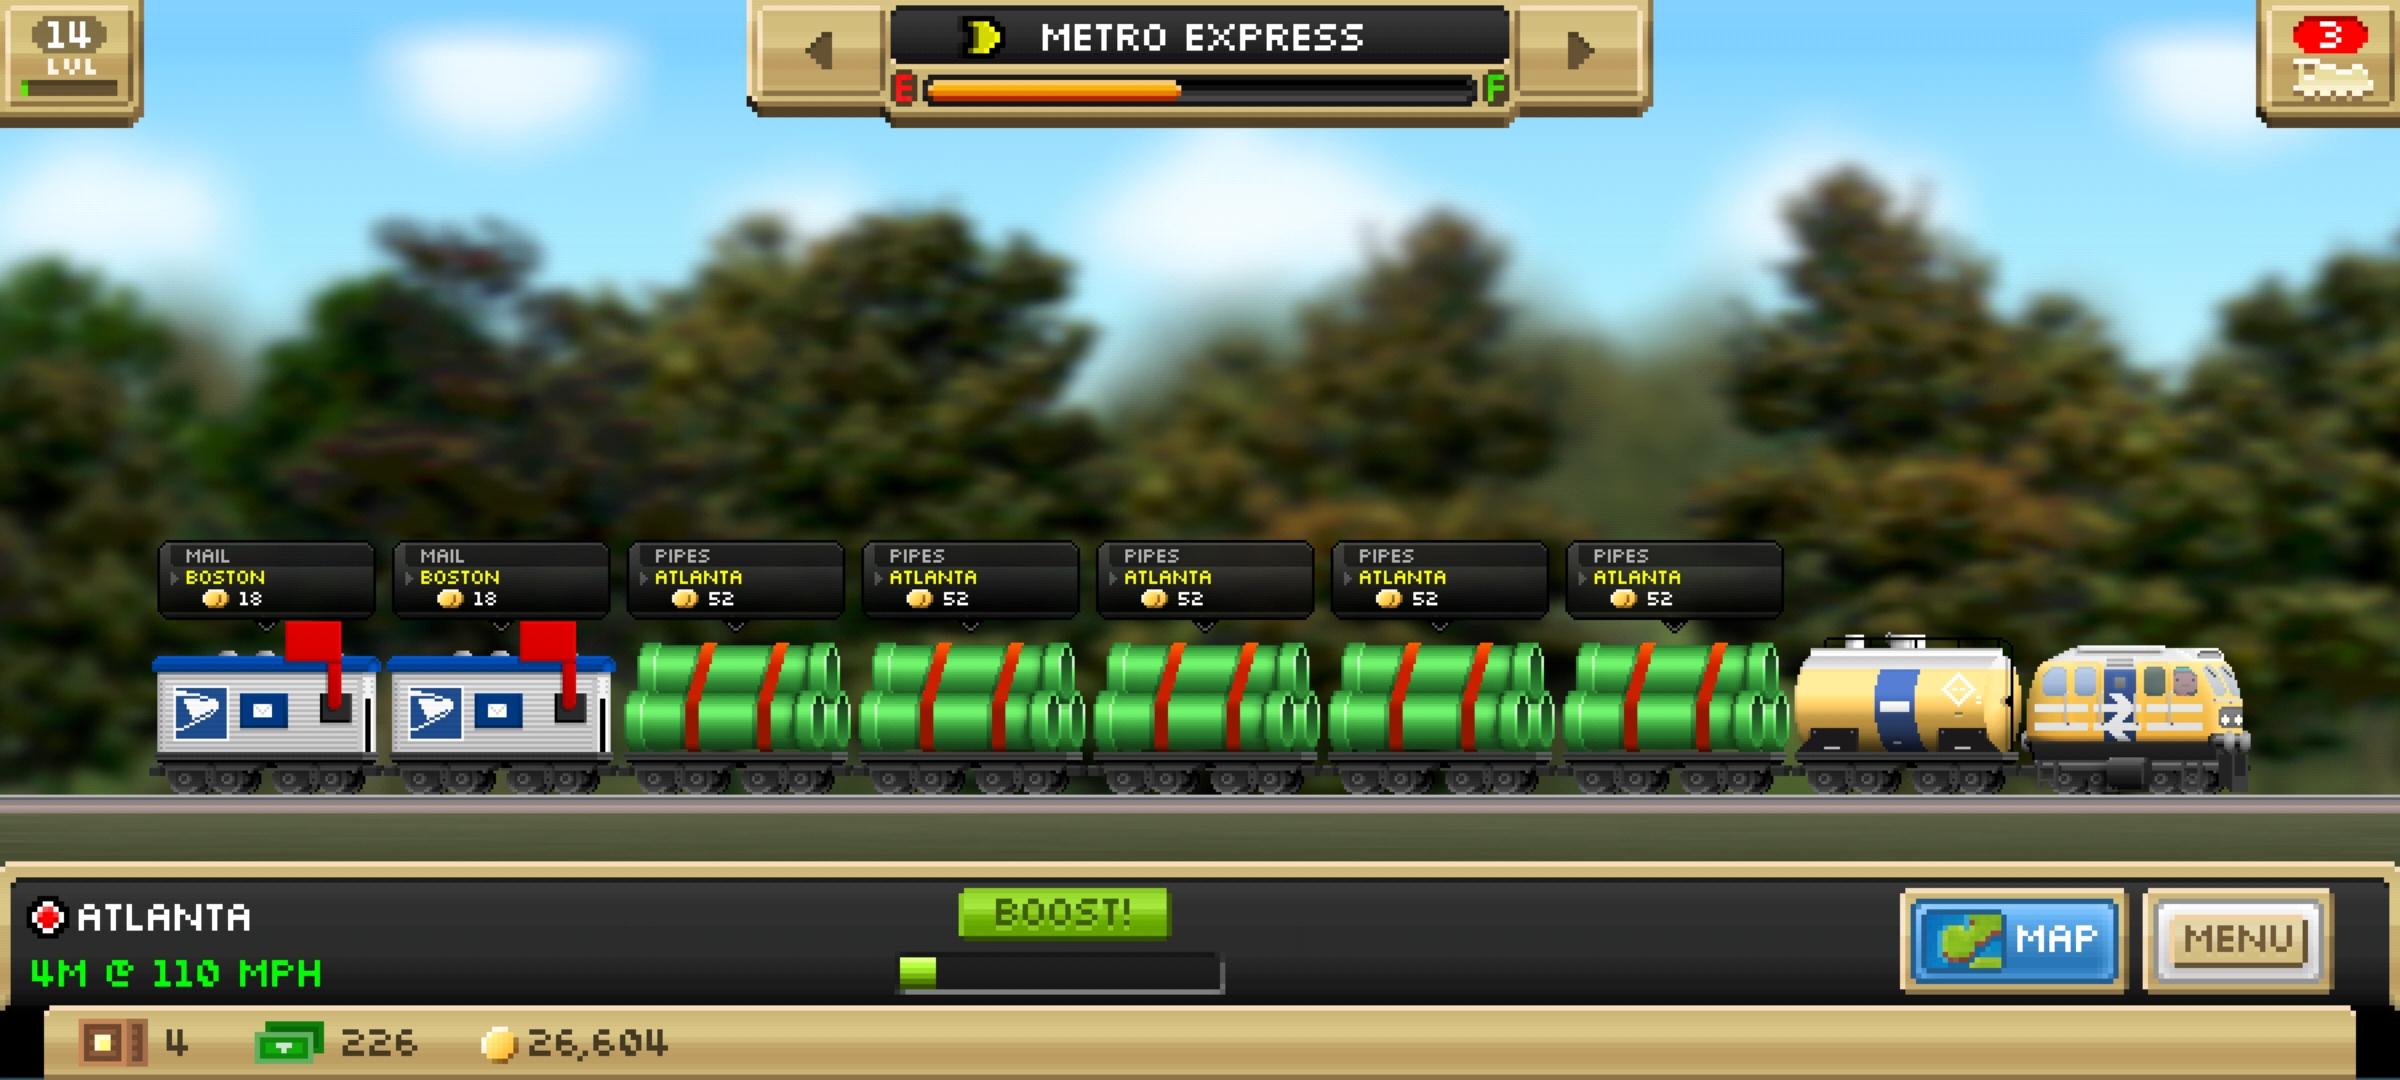 14
LVL
METRO EXPRESS
E
F
3
MAIL
BOSTON
18
MAIL
BOSTON
18
PIPES
ATLANTA
52
PIPES
ATLANTA
52
PIPES
ATLANTA
52
PIPES
ATLANTA
52
PIPES
ATLANTA
52
ATLANTA
4M @ 110 MPH
BOOST!
MAP
MENU
4
226
26,604